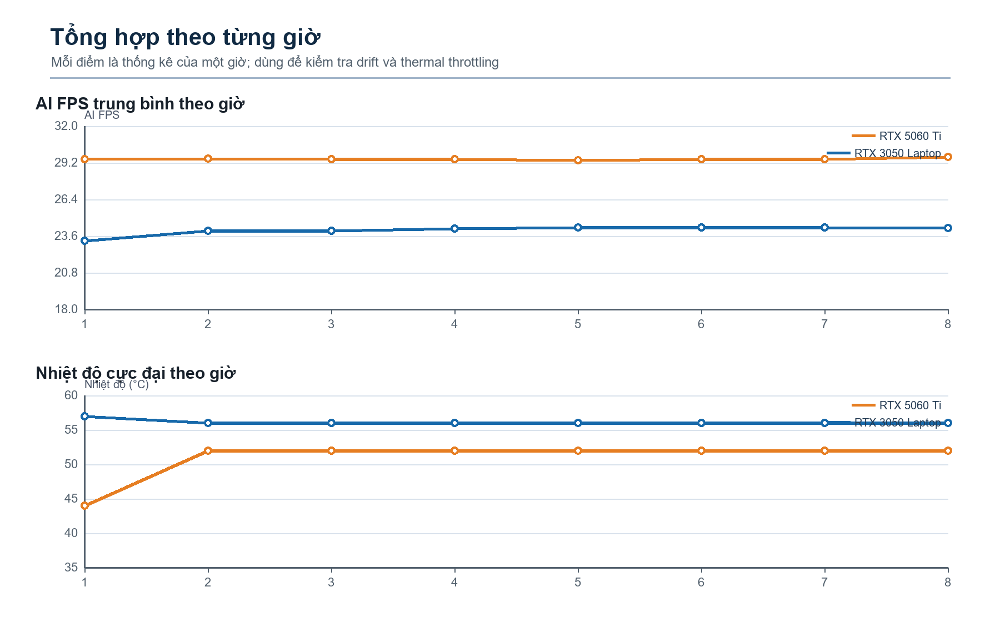 Tổng hợp theo từng giờ
Mỗi điểm là thống kê của một giờ; dùng để kiểm tra drift và thermal throttling
AI FPS trung bình theo giờ
AI FPS
32.0
29.2
26.4
23.6
20.8
18.0
RTX 5060 Ti
RTX 3050 Laptop
1 2 3 4 5 6 7 8
Nhiệt độ cực đại theo giờ
Nhiệt độ (°C)
60
55
50
45
40
35
RTX 5060 Ti
RTX 3050 Laptop
1 2 3 4 5 6 7 8